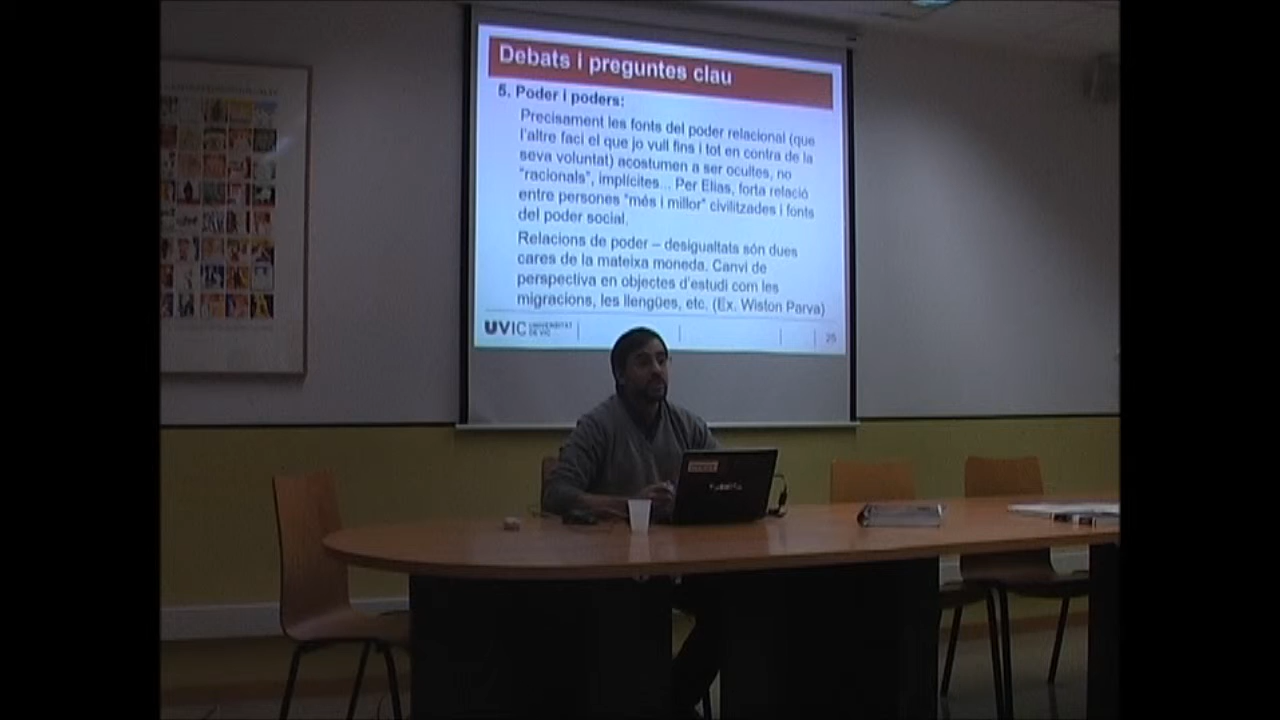 Debats i preguntes clau
5. Poder i poders:
Precisament les fonts del poder relacional (que
l'altre faci el que jo vull fins i tot en contra de la
seva voluntat) acostumen a ser ocultes, no
"racionals", implícites... Per Elias, forta relació
entre persones "més i millor" civilitzades i fonts
del poder social.
Relacions de poder – desigualtats són dues
cares de la mateixa moneda. Canvi de
perspectiva en objectes d'estudi com les
migracions, les llengües, etc. (Ex. Wiston Parva)
UVIC UNIVERSITAT
DE VIC
25